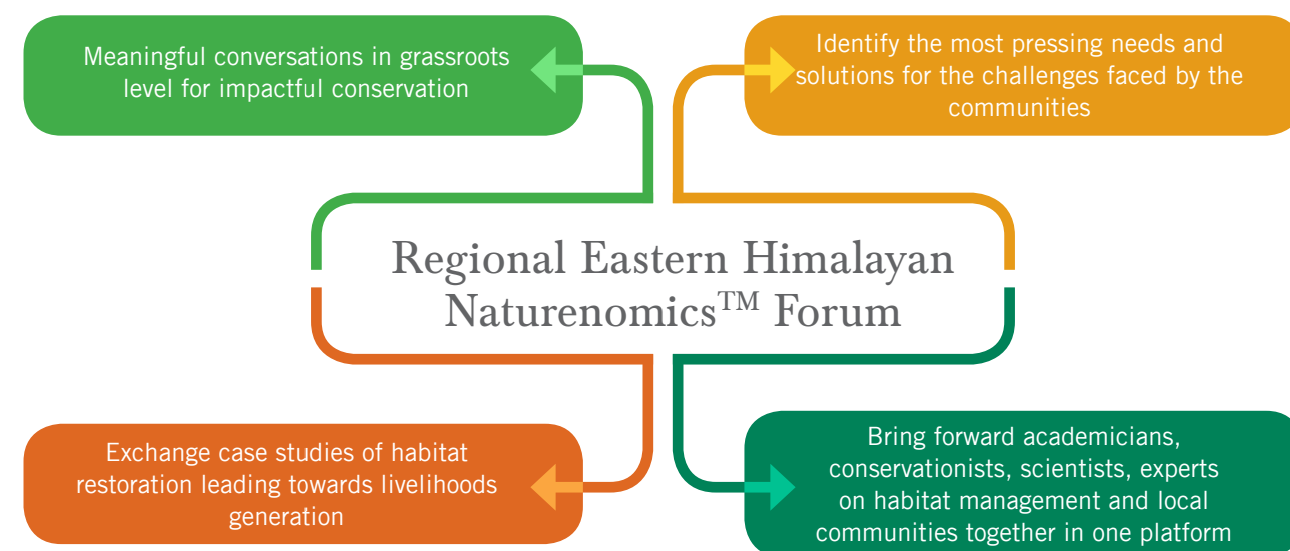 Meaningful conversations in grassroots
level for impactful conservation
Identify the most pressing needs and
solutions for the challenges faced by the
communities
Regional Eastern Himalayan
Naturenomics™ Forum
Exchange case studies of habitat
restoration leading towards livelihoods
generation
Bring forward academicians,
conservationists, scientists, experts
on habitat management and local
communities together in one platform